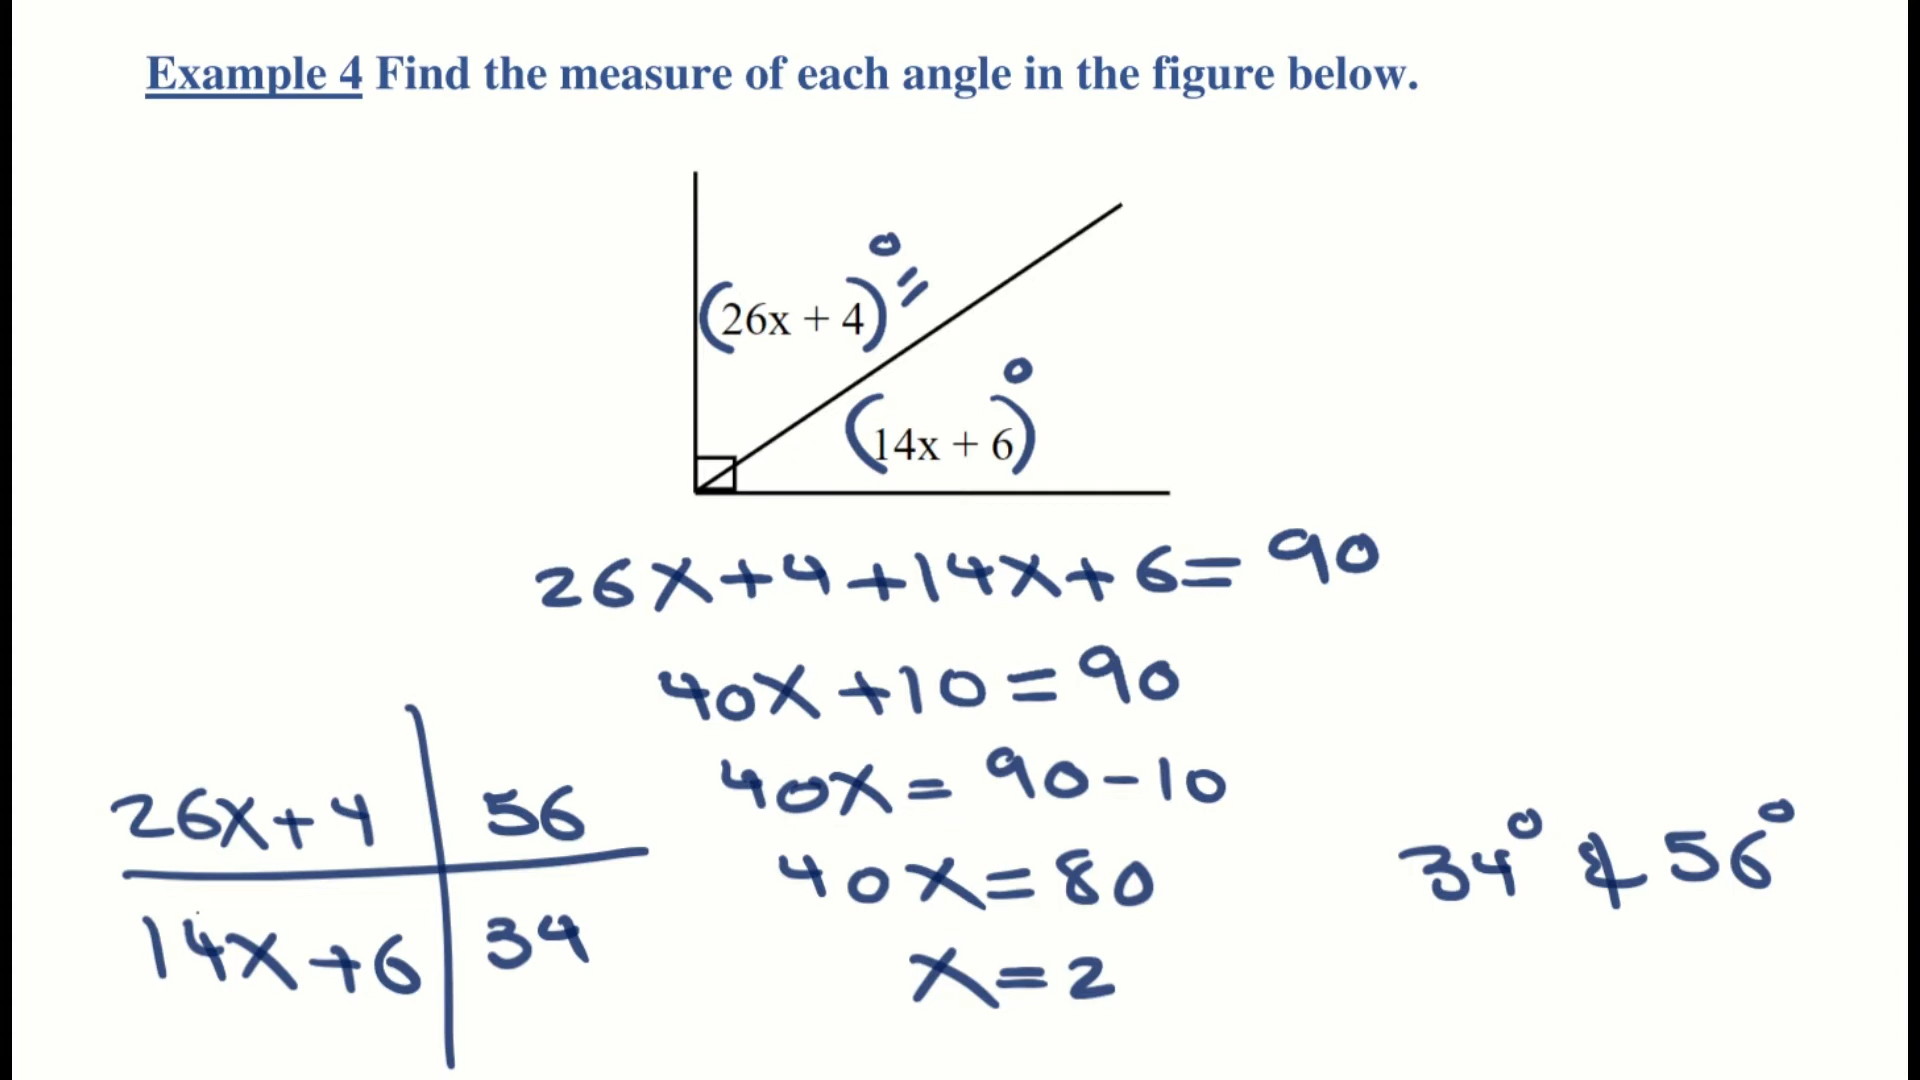 Example 4 Find the measure of each angle in the figure below.
(26x + 4)° =
(14x + 6)°
26x+4+14x+6=90
40x+10=90
40x=90-10
40x=80
x=2
26x+4 56
14x+6 34
34° & 56°